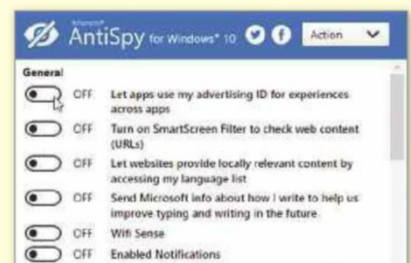 AntiSpy for Windows® 10 Action
General
OFF Let apps use my advertising ID for experiences
across apps
OFF Turn on SmartScreen Filter to check web content
(URLs)
OFF Let websites provide locally relevant content by
accessing my language list
OFF Send Microsoft info about how I write to help us
improve typing and writing in the future
OFF Wifi Sense
OFF Enabled Notifications